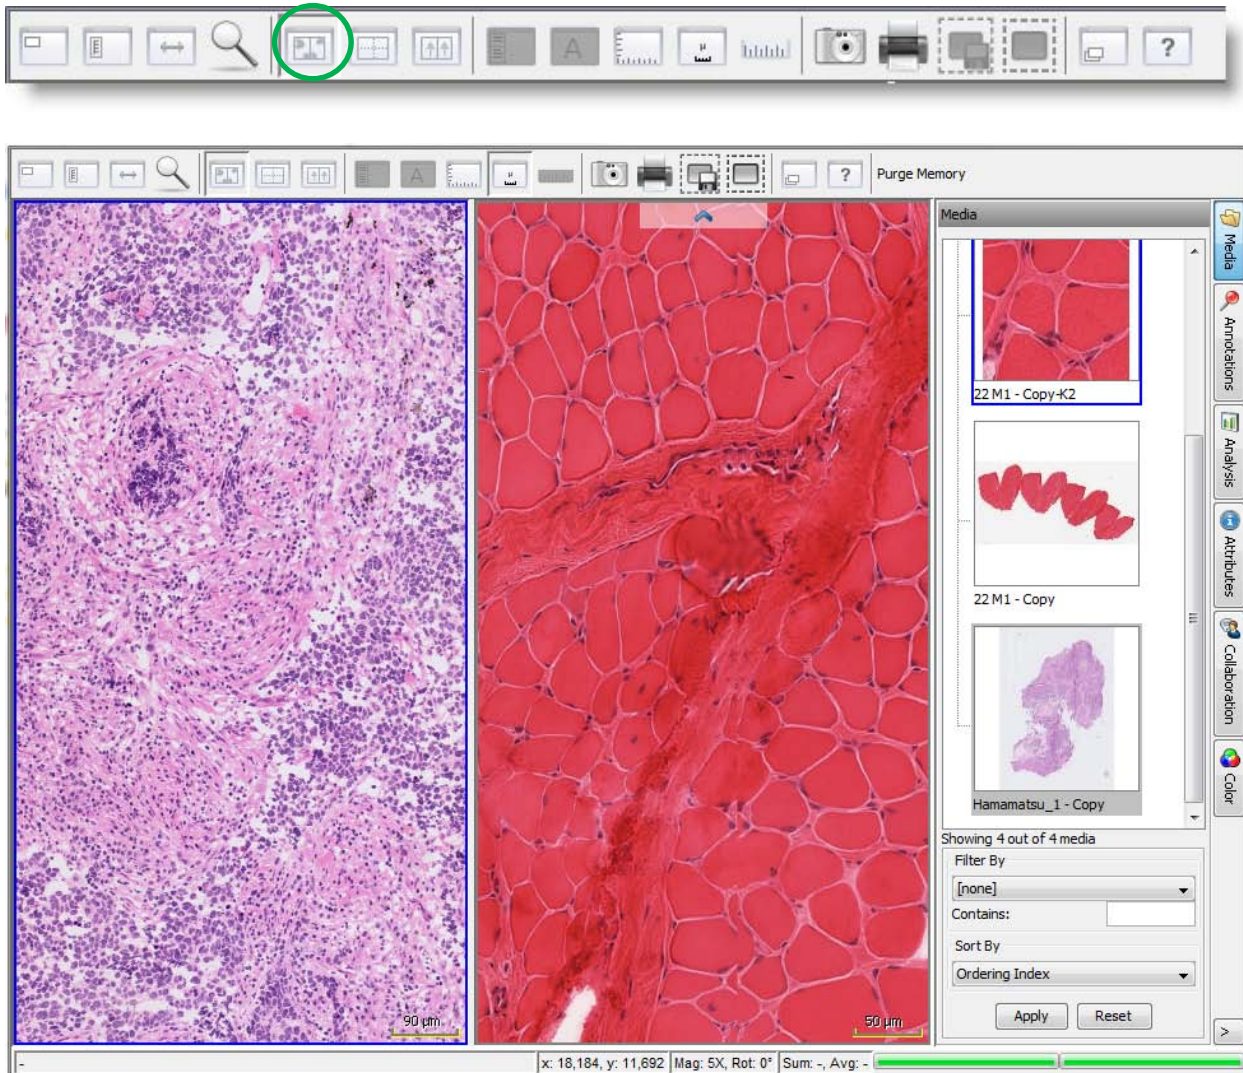 A
µ
?
A
µ
?
Purge Memory
90 µm
50 µm
Media
22 M1 - Copy-K2
22 M1 - Copy
Hamamatsu_1 - Copy
Showing 4 out of 4 media
Filter By
[none]
Contains:
Sort By
Ordering Index
Apply
Reset
Media
Annotations
Analysis
Attributes
Collaboration
Color
>
-
x: 18,184, y: 11,692
Mag: 5X, Rot: 0°
Sum: -, Avg: -